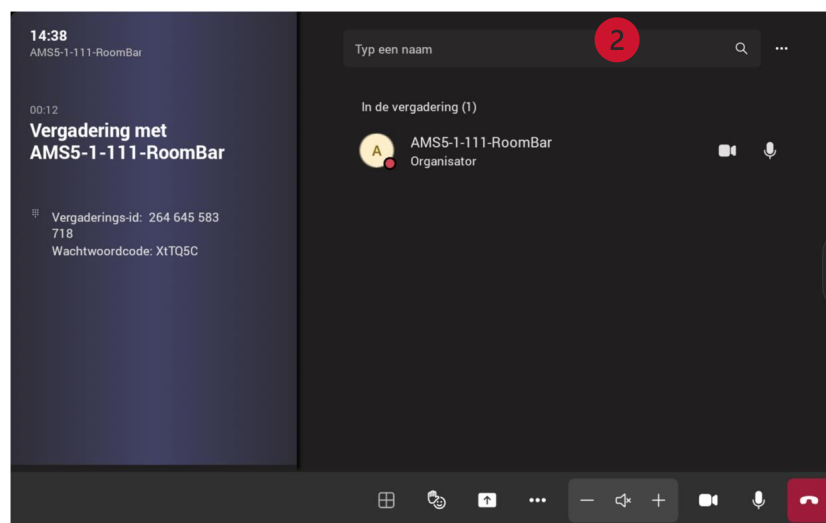 14:38
AMS5-1-111-RoomBar
00:12
Vergadering met
AMS5-1-111-RoomBar
Vergaderings-id: 264 645 583
718
Wachtwoordcode: XtTQ5C
Typ een naam
2
In de vergadering (1)
A
AMS5-1-111-RoomBar
Organisator